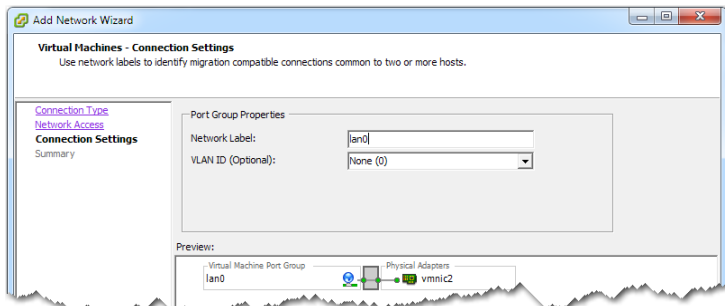 Add Network Wizard
Virtual Machines - Connection Settings
Use network labels to identify migration compatible connections common to two or more hosts.
Connection Type
Network Access
Connection Settings
Summary
Port Group Properties
Network Label: lan0
VLAN ID (Optional): None (0)
Preview:
Virtual Machine Port Group Physical Adapters
lan0 vmnic2